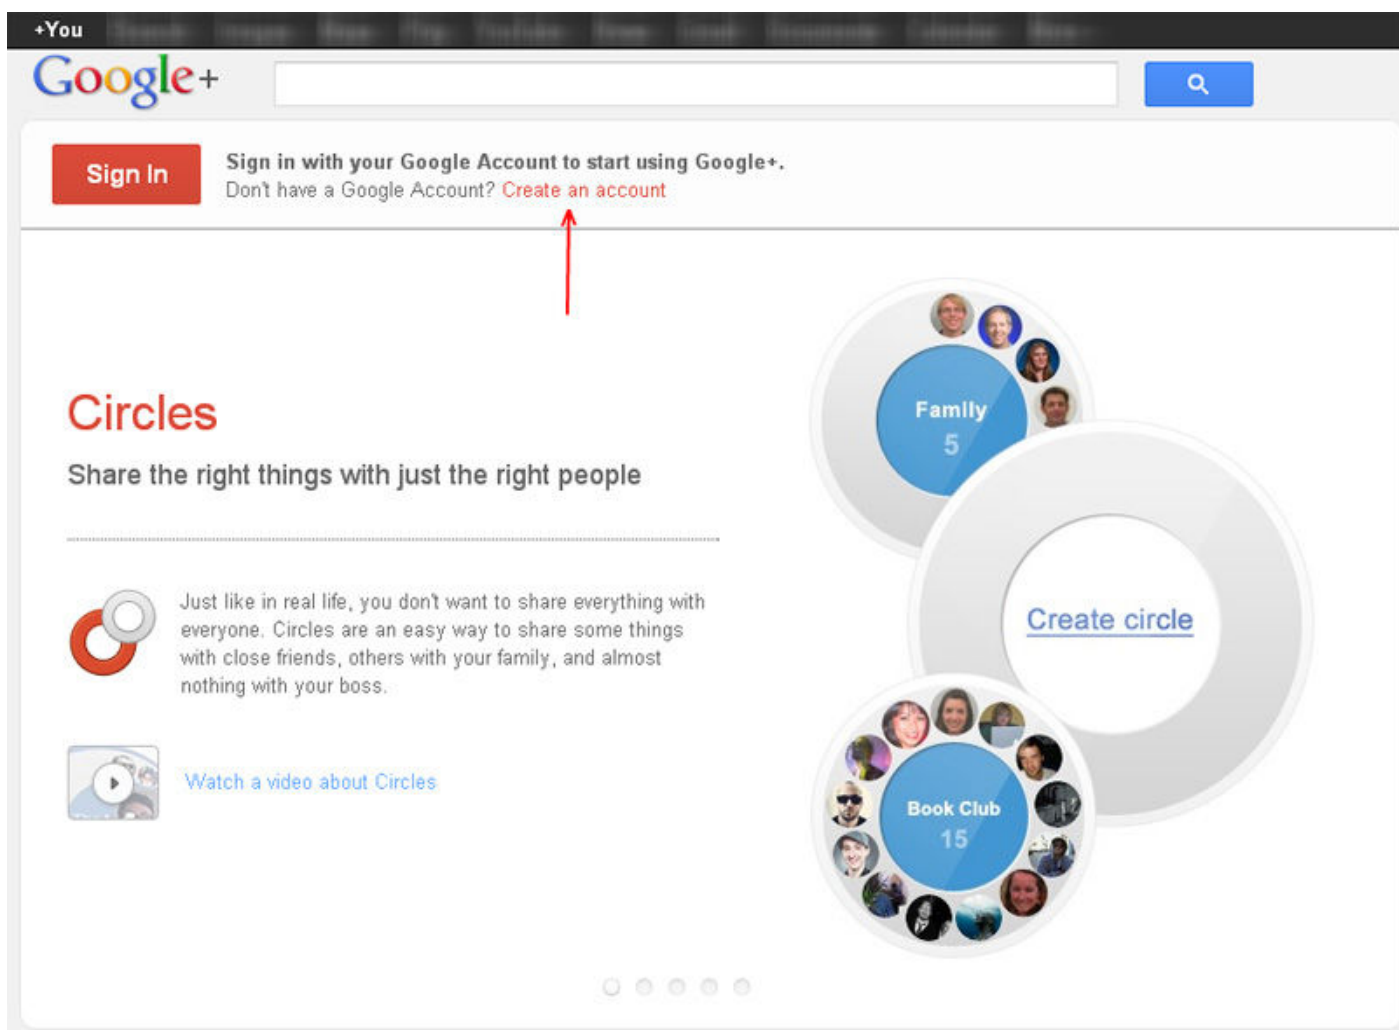 +You
Google+
Sign In
Sign in with your Google Account to start using Google+.
Don't have a Google Account? Create an account
Circles
Share the right things with just the right people
Just like in real life, you don't want to share everything with
everyone. Circles are an easy way to share some things
with close friends, others with your family, and almost
nothing with your boss.
Watch a video about Circles
Family
5
Create circle
Book Club
15